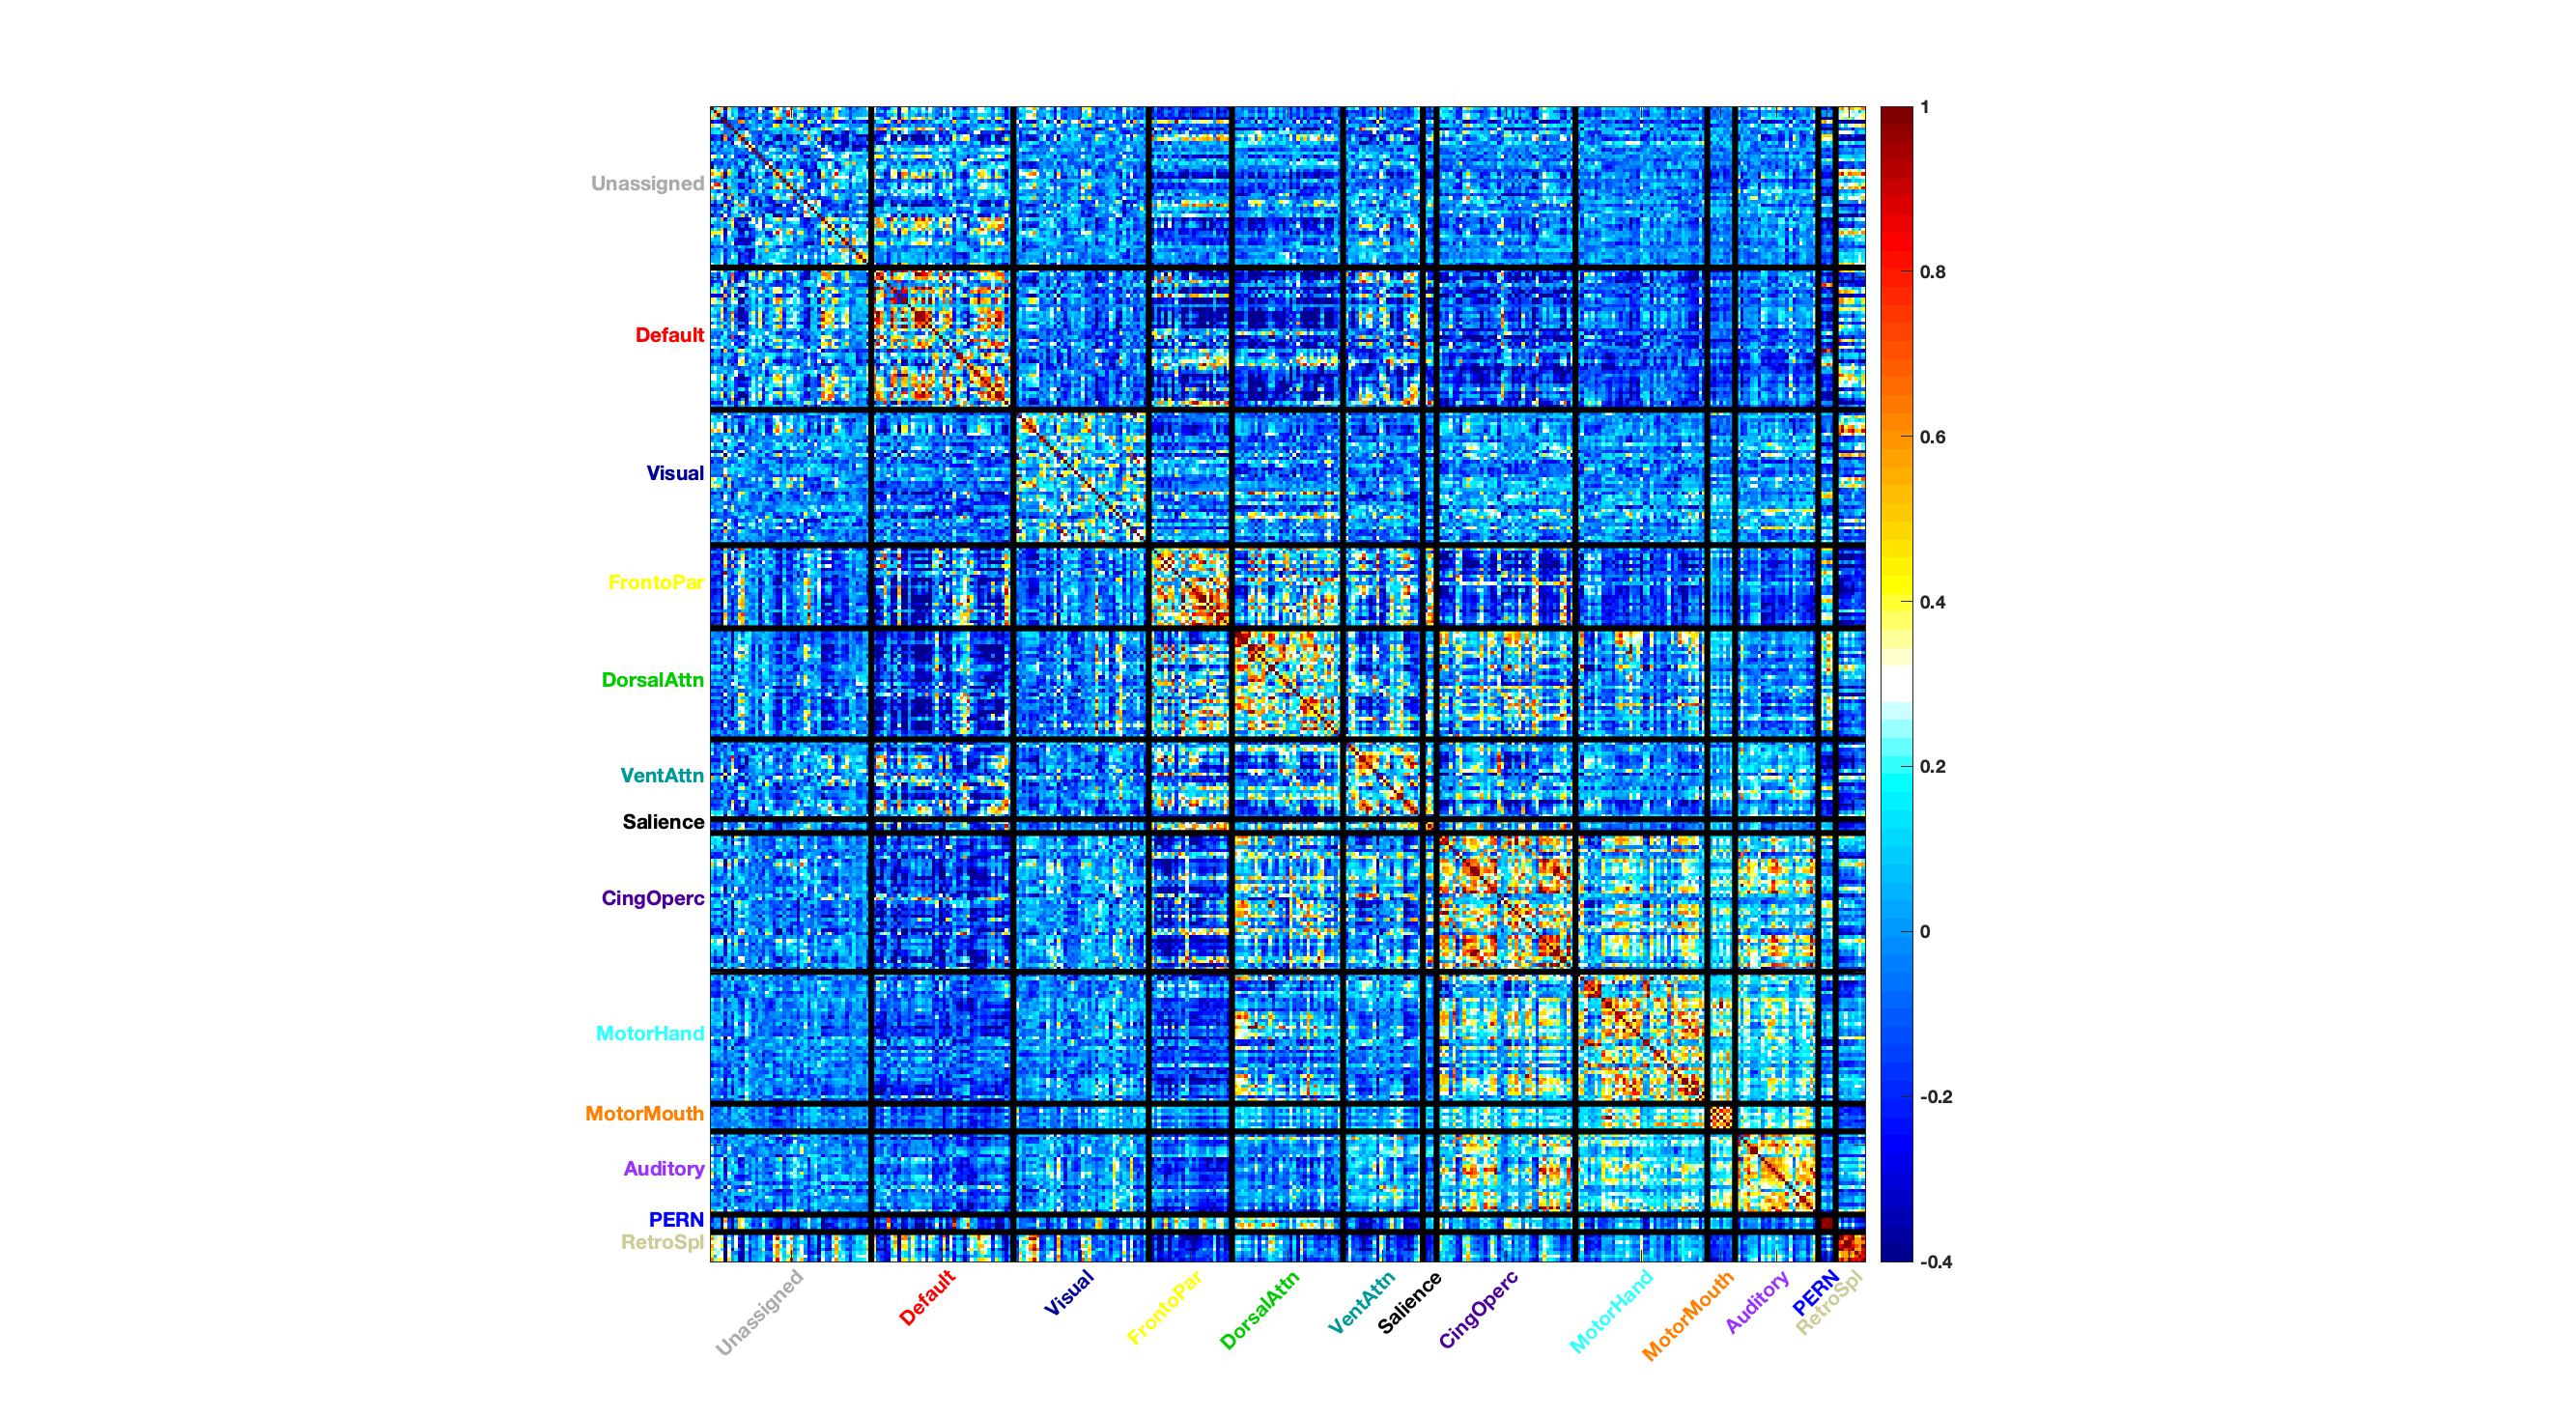 Unassigned
Default
Visual
FrontoPar
DorsalAttn
VentAttn
Salience
CingOperc
MotorHand
MotorMouth
Auditory
PERN
RetroSpl
Unassigned
Default
Visual
FrontoPar
DorsalAttn
VentAttn
Salience
CingOperc
MotorHand
MotorMouth
Auditory
PERN
RetroSpl
1
0.8
0.6
0.4
0.2
0
-0.2
-0.4